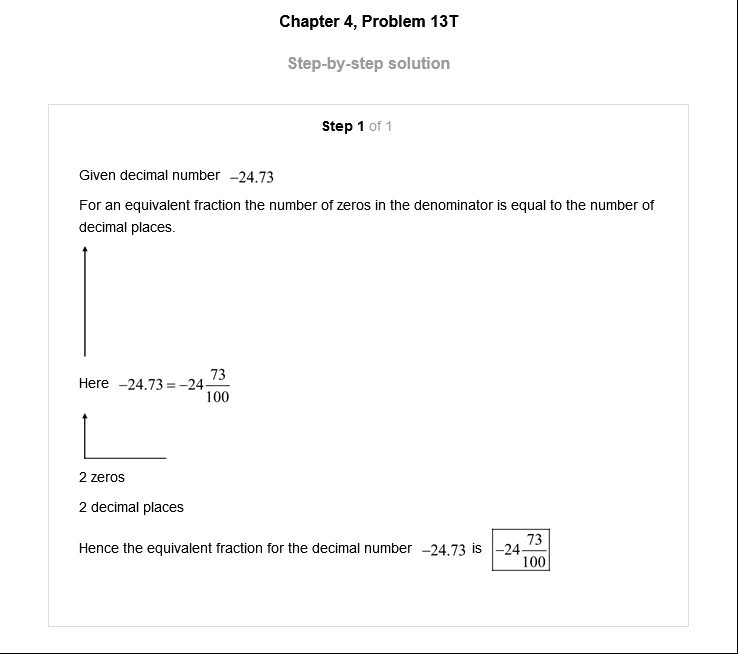 Chapter 4, Problem 13T
Step-by-step solution
Step 1 of 1
Given decimal number −24.73
For an equivalent fraction the number of zeros in the denominator is equal to the number of
decimal places.
Here −24.73 = −24 73/100
2 zeros
2 decimal places
Hence the equivalent fraction for the decimal number −24.73 is −24 73/100